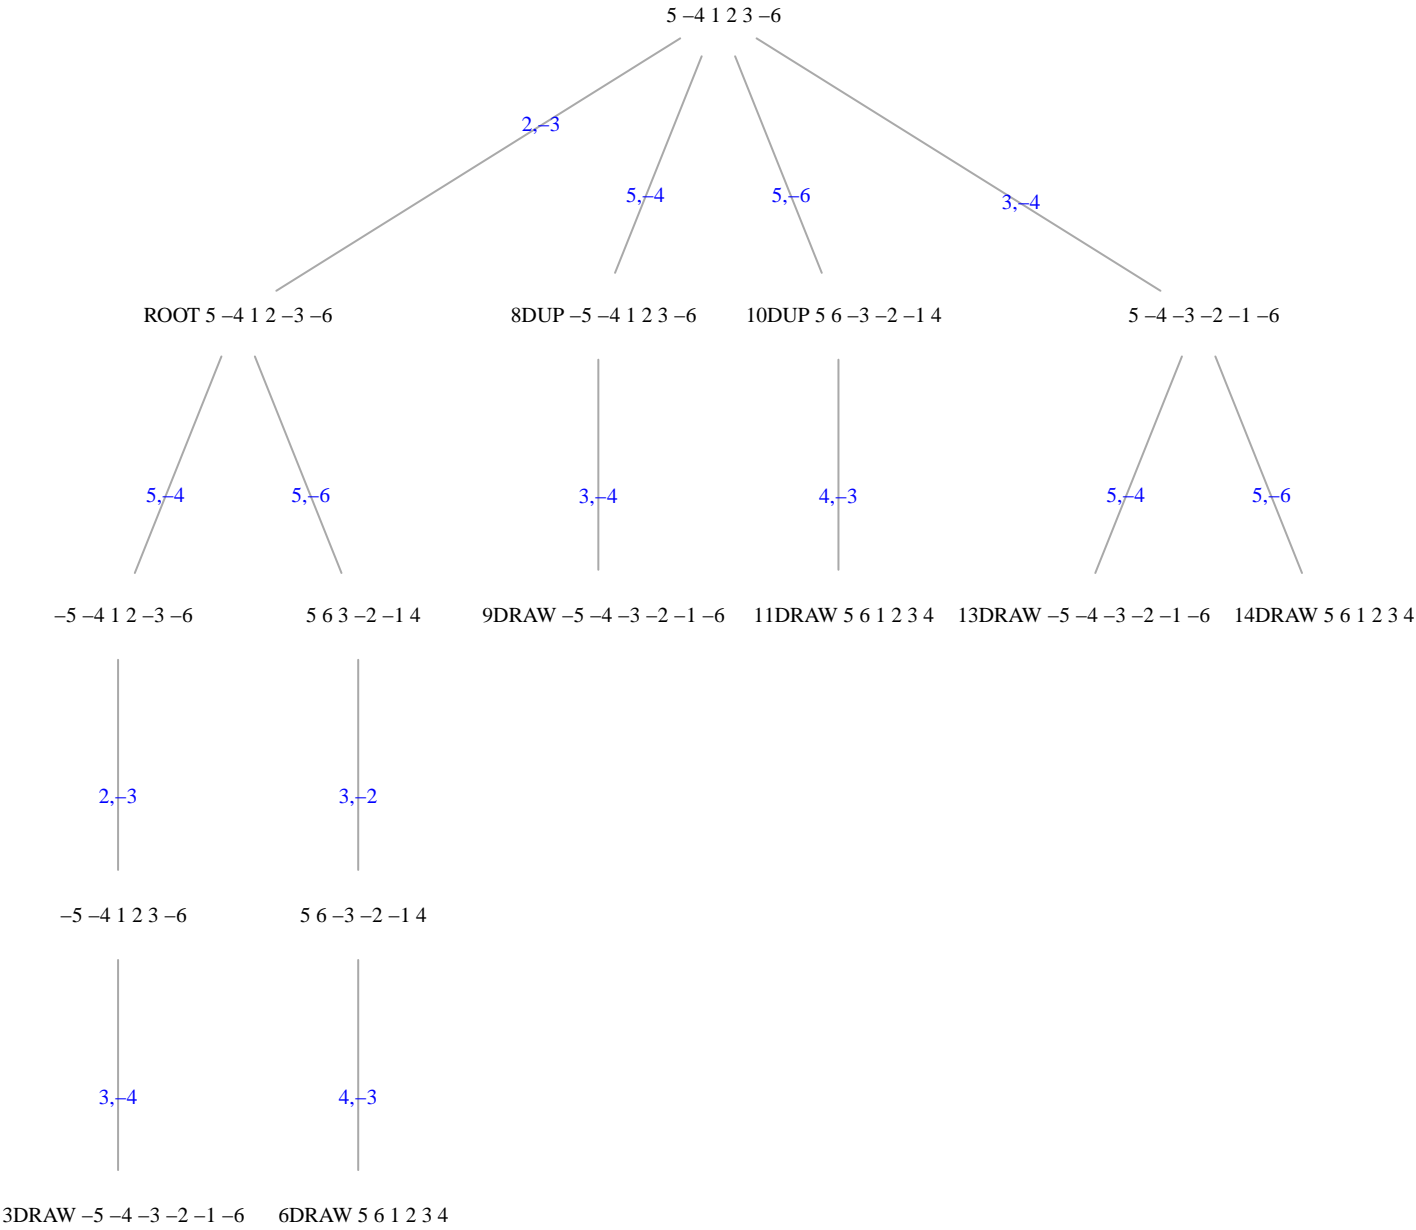 5 –4 1 2 3 –6
2,–3
5,–4
5,–6
3,–4
ROOT 5 –4 1 2 –3 –6
8DUP –5 –4 1 2 3 –6
10DUP 5 6 –3 –2 –1 4
5 –4 –3 –2 –1 –6
5,–4
5,–6
3,–4
4,–3
5,–4
5,–6
–5 –4 1 2 –3 –6
5 6 3 –2 –1 4
9DRAW –5 –4 –3 –2 –1 –6
11DRAW 5 6 1 2 3 4
13DRAW –5 –4 –3 –2 –1 –6
14DRAW 5 6 1 2 3 4
2,–3
3,–2
–5 –4 1 2 3 –6
5 6 –3 –2 –1 4
3,–4
4,–3
3DRAW –5 –4 –3 –2 –1 –6
6DRAW 5 6 1 2 3 4